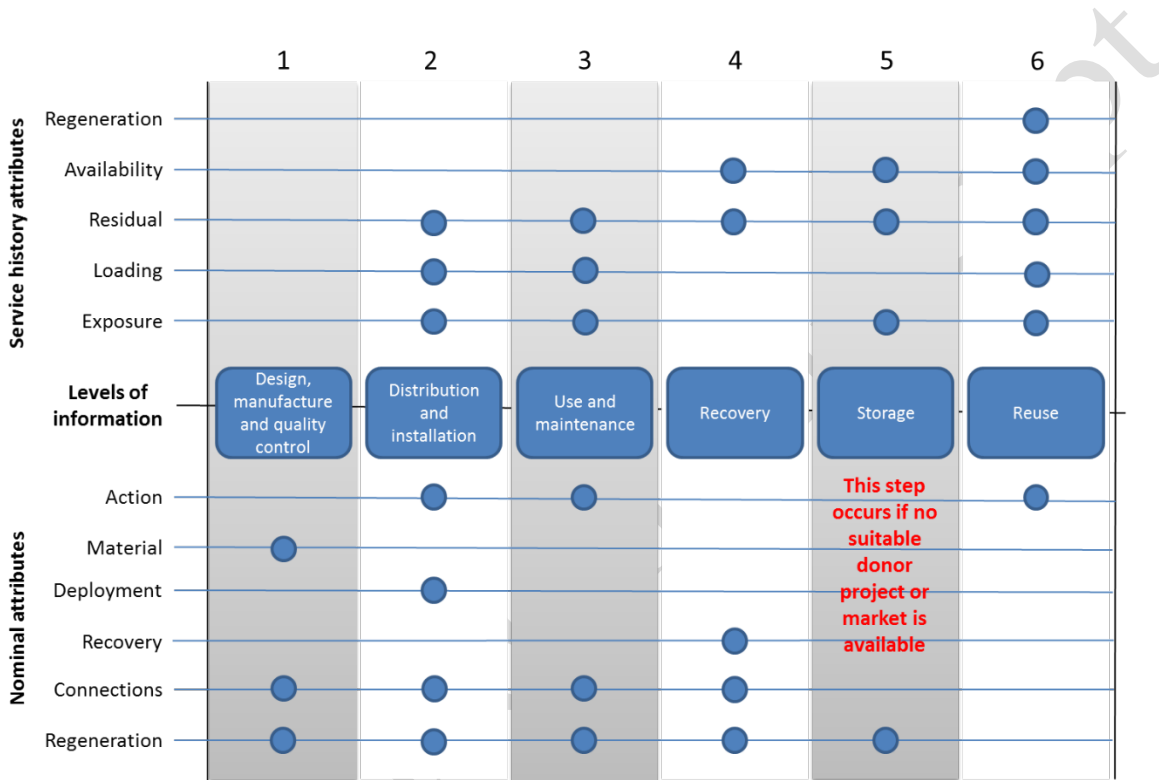 1 2 3 4 5 6
Service history attributes
Regeneration
Availability
Residual
Loading
Exposure
Levels of
information
Design,
manufacture
and quality
control
Distribution
and
installation
Use and
maintenance
Recovery
Storage
Reuse
Nominal attributes
Action
Material
Deployment
Recovery
Connections
Regeneration
This step
occurs if no
suitable
donor
project or
market is
available